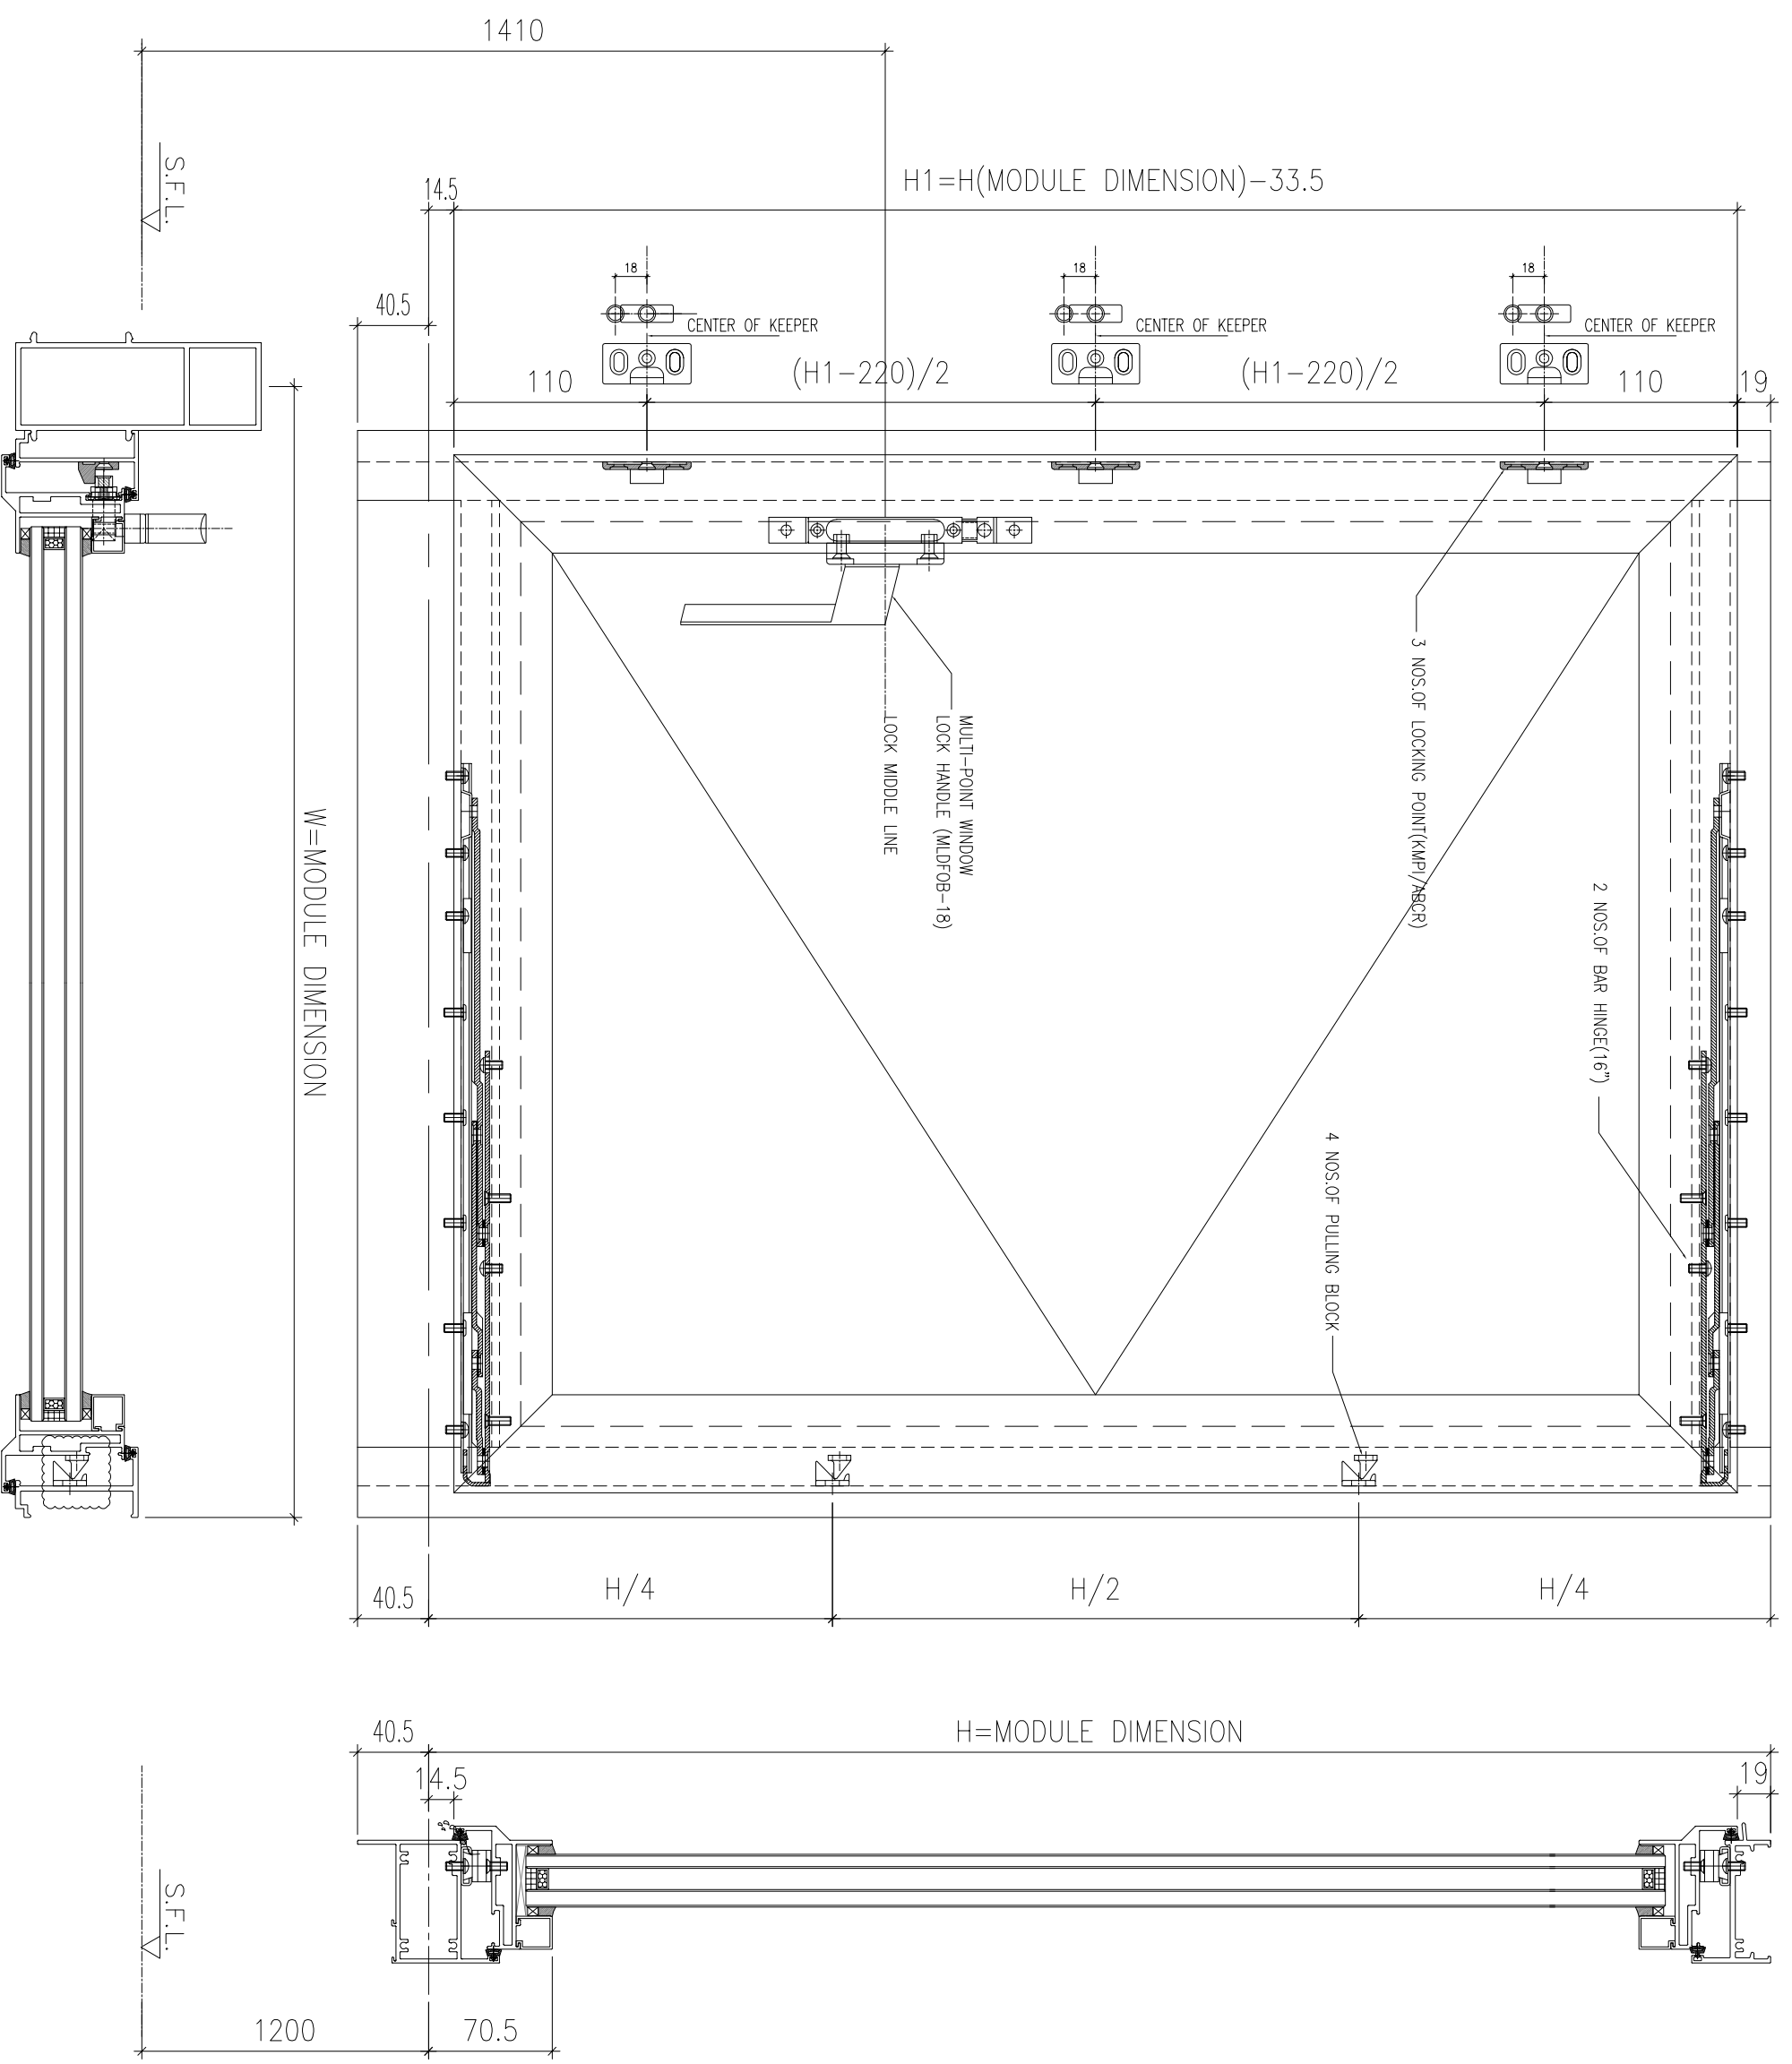 1410
S.F.L.
H1=H(MODULE DIMENSION)-33.5
14.5
40.5
18
18
18
CENTER OF KEEPER
CENTER OF KEEPER
CENTER OF KEEPER
110
(H1-220)/2
(H1-220)/2
110
19
3 NOS.OF LOCKING POINT(KMPI/ABCR)
MULTI-POINT WINDOW
LOCK HANDLE (MLDFOB-18)
LOCK MIDDLE LINE
2 NOS.OF BAR HINGE(16")
4 NOS.OF PULLING BLOCK
W=MODULE DIMENSION
40.5
H/4
H/2
H/4
40.5
H=MODULE DIMENSION
14.5
19
S.F.L.
1200
70.5